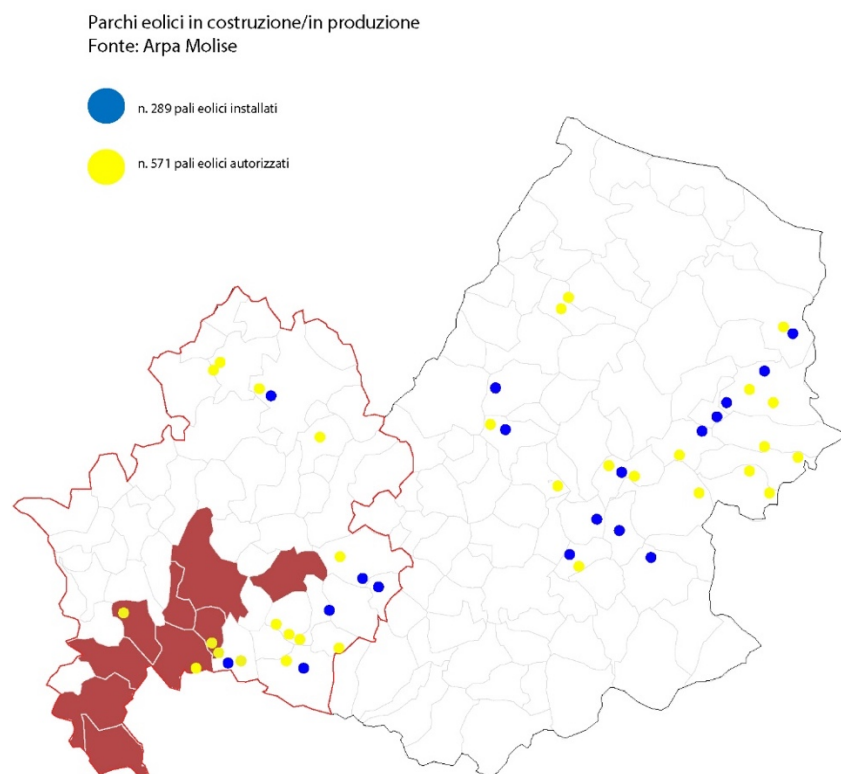 Parchi eolici in costruzione/in produzione
Fonte: Arpa Molise
n. 289 pali eolici installati
n. 571 pali eolici autorizzati